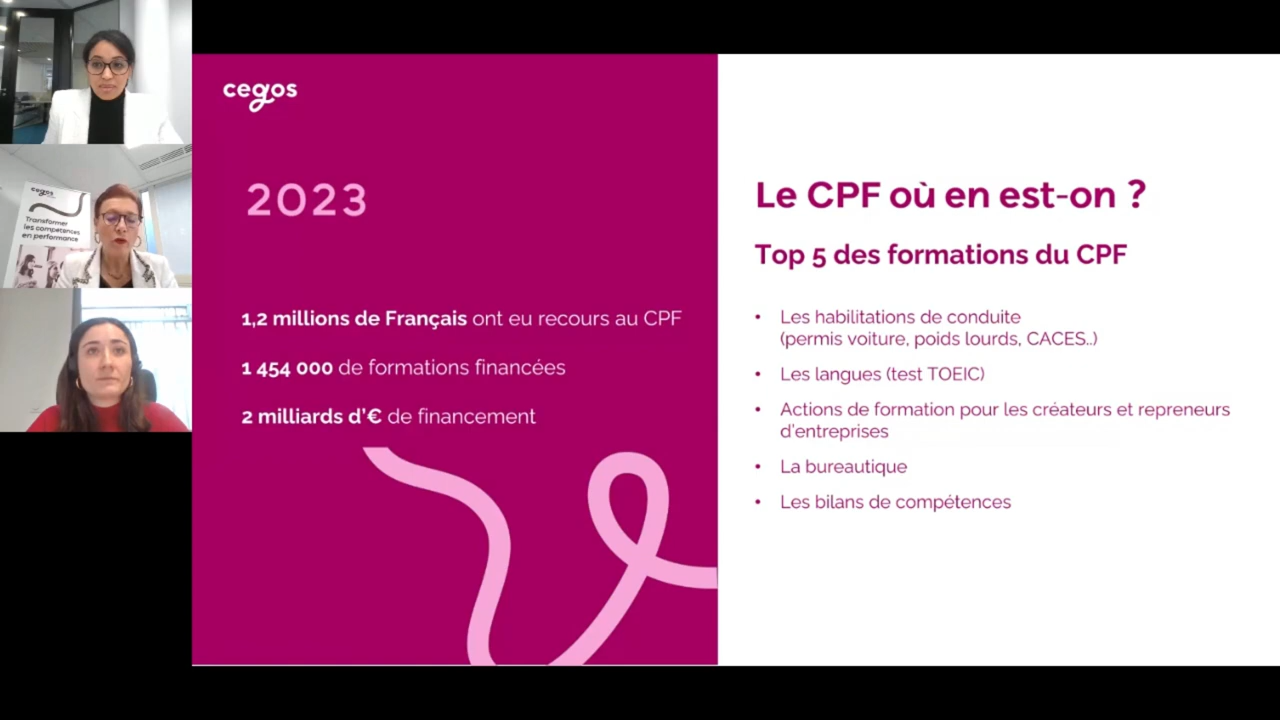 cegos
Transformer
les compétences
en performance
cegos
2023
1,2 millions de Français ont eu recours au CPF
1 454 000 de formations financées
2 milliards d'€ de financement
Le CPF où en est-on ?
Top 5 des formations du CPF
• Les habilitations de conduite
(permis voiture, poids lourds, CACES..)
• Les langues (test TOEIC)
• Actions de formation pour les créateurs et repreneurs
d'entreprises
• La bureautique
• Les bilans de compétences